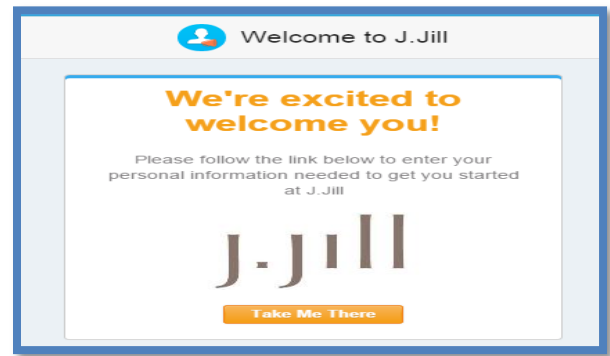 Welcome to J.Jill
We're excited to
welcome you!
Please follow the link below to enter your
personal information needed to get you started
at J.Jill
J.Jill
Take Me There